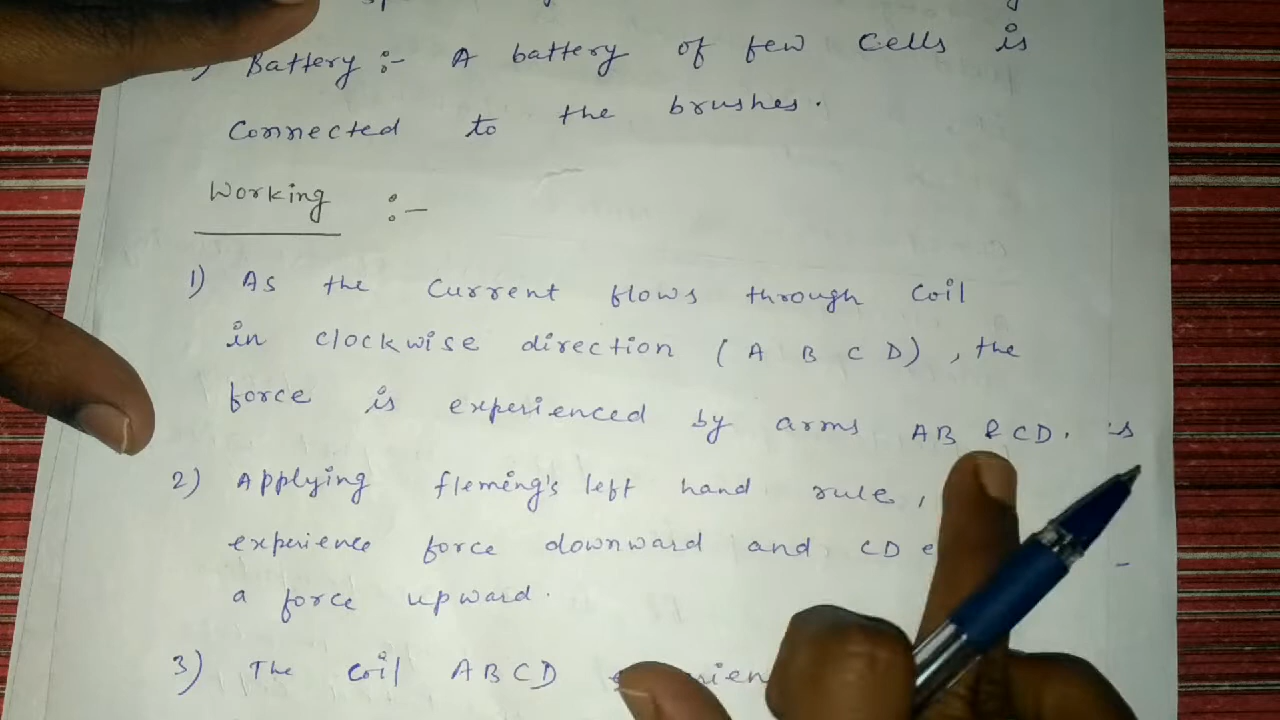 Battery :- A battery of few cells is
Connected to the brushes.
Working :-
1) As the current flows through coil
in clockwise direction (A B C D), the
force is experienced by arms AB & CD. is
2) Applying fleming's left hand rule,
experience force downward and CD
a force upward.
3) The coil ABCD